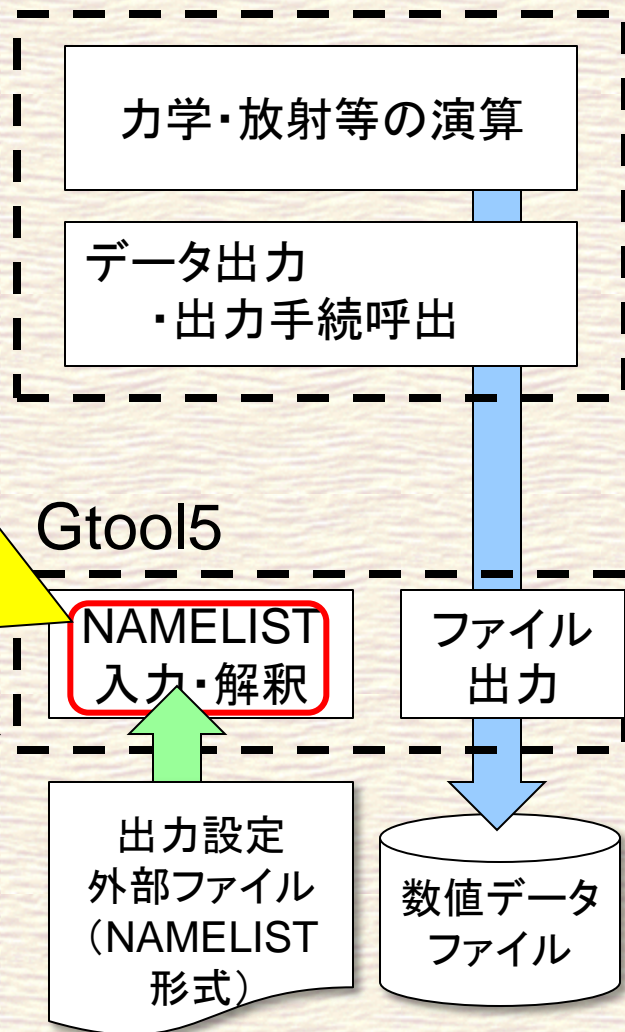 力学・放射等の演算
データ出力
・出力手続呼出
Gtool5
NAMELIST
入力・解釈
ファイル
出力
出力設定
外部ファイル
（NAMELIST
形式）
数値データ
ファイル